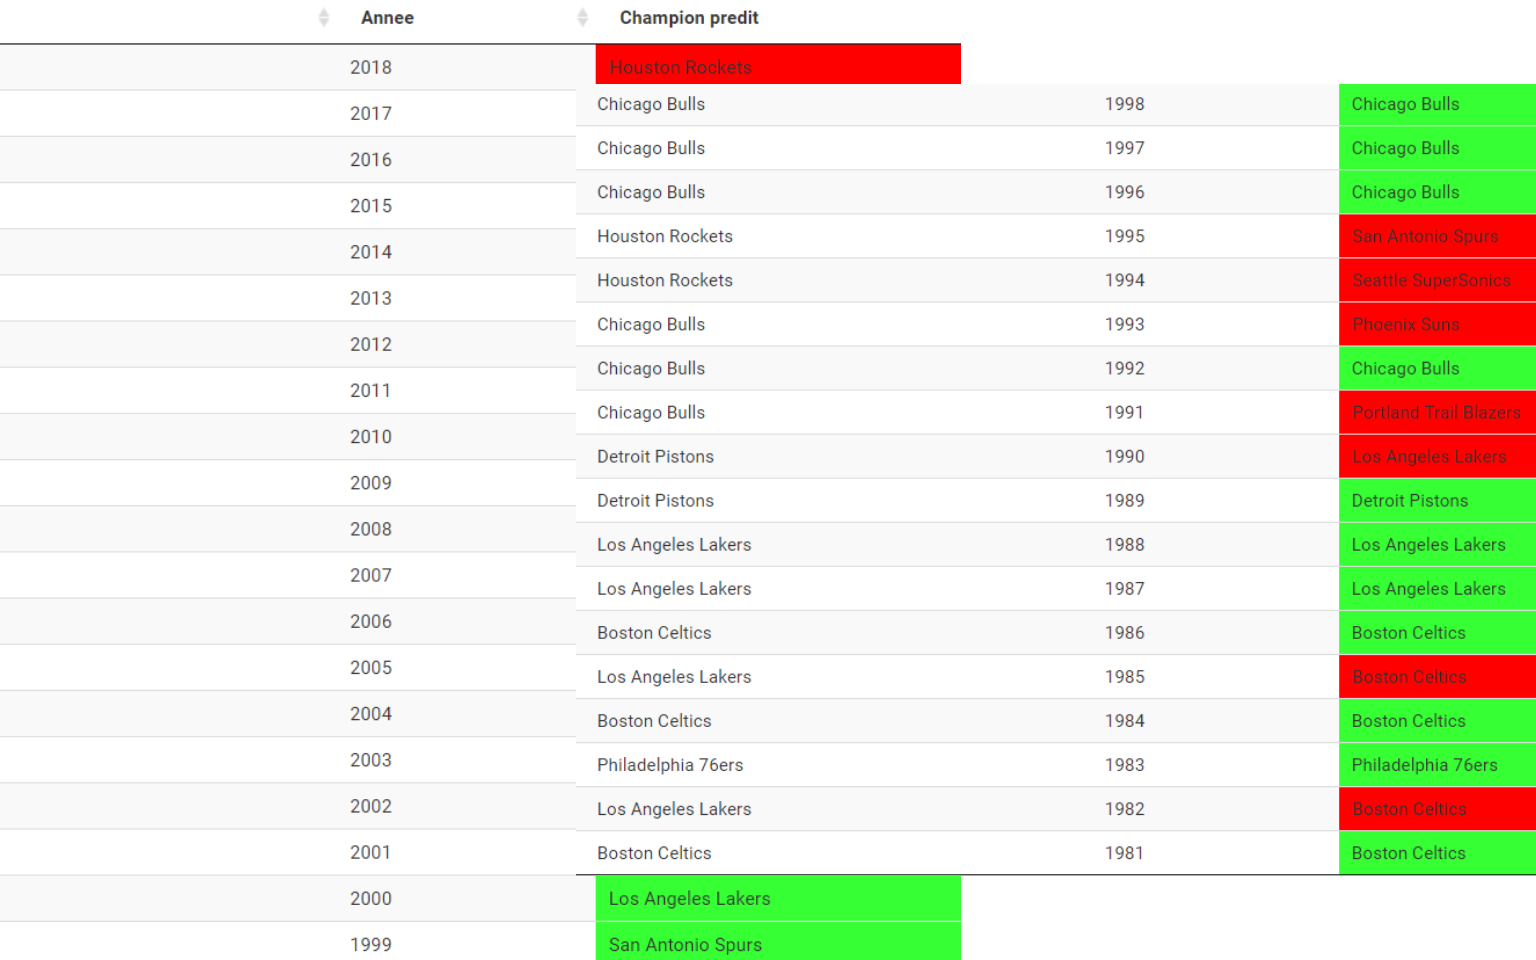 Annee Champion predit
2018 Houston Rockets
2017
2016
2015
2014
2013
2012
2011
2010
2009
2008
2007
2006
2005
2004
2003
2002
2001
2000 Los Angeles Lakers
1999 San Antonio Spurs
Chicago Bulls 1998 Chicago Bulls
Chicago Bulls 1997 Chicago Bulls
Chicago Bulls 1996 Chicago Bulls
Houston Rockets 1995 San Antonio Spurs
Houston Rockets 1994 Seattle SuperSonics
Chicago Bulls 1993 Phoenix Suns
Chicago Bulls 1992 Chicago Bulls
Chicago Bulls 1991 Portland Trail Blazers
Detroit Pistons 1990 Los Angeles Lakers
Detroit Pistons 1989 Detroit Pistons
Los Angeles Lakers 1988 Los Angeles Lakers
Los Angeles Lakers 1987 Los Angeles Lakers
Boston Celtics 1986 Boston Celtics
Los Angeles Lakers 1985 Boston Celtics
Boston Celtics 1984 Boston Celtics
Philadelphia 76ers 1983 Philadelphia 76ers
Los Angeles Lakers 1982 Boston Celtics
Boston Celtics 1981 Boston Celtics